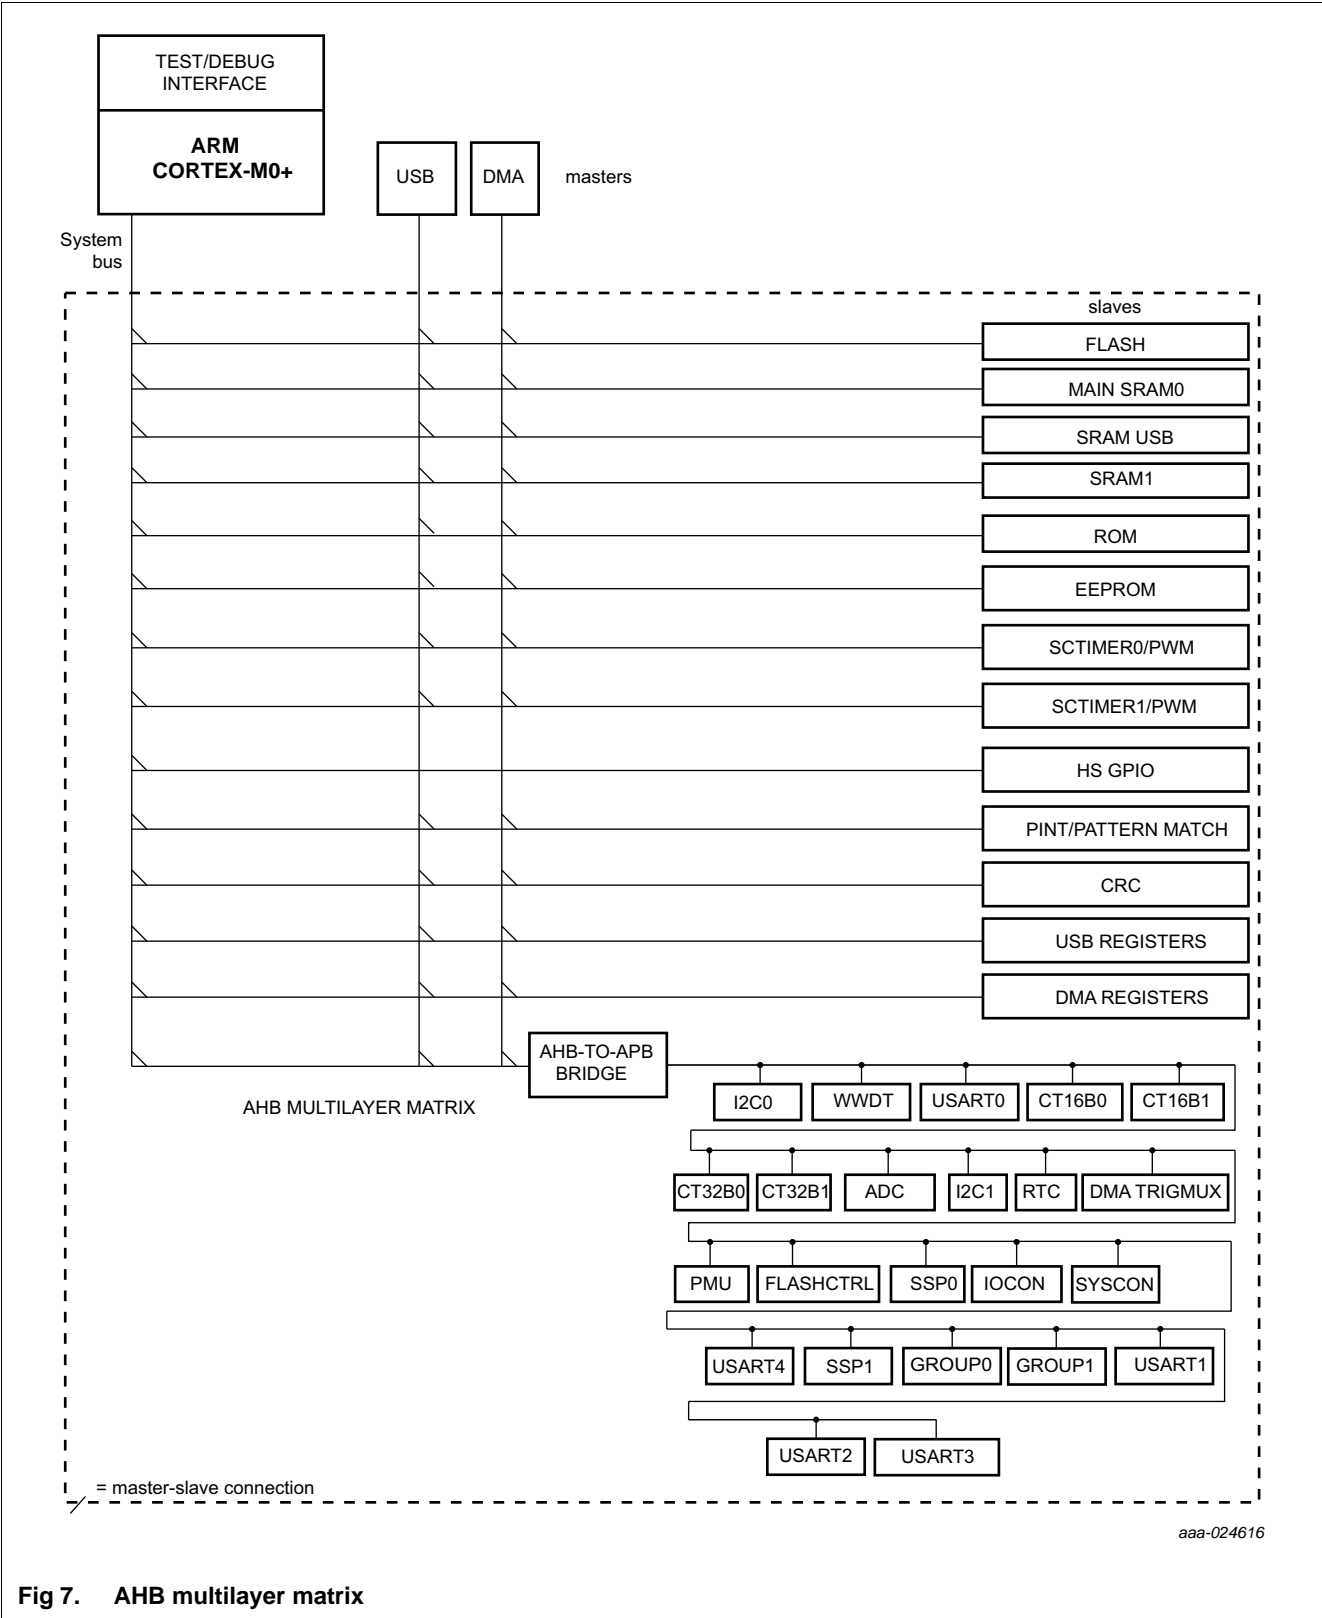 TEST/DEBUG
INTERFACE
ARM
CORTEX-M0+
USB
DMA
masters
System
bus
slaves
FLASH
MAIN SRAM0
SRAM USB
SRAM1
ROM
EEPROM
SCTIMER0/PWM
SCTIMER1/PWM
HS GPIO
PINT/PATTERN MATCH
CRC
USB REGISTERS
DMA REGISTERS
AHB-TO-APB
BRIDGE
AHB MULTILAYER MATRIX
I2C0
WWDT
USART0
CT16B0
CT16B1
CT32B0
CT32B1
ADC
I2C1
RTC
DMA TRIGMUX
PMU
FLASHCTRL
SSP0
IOCON
SYSCON
USART4
SSP1
GROUP0
GROUP1
USART1
USART2
USART3
= master-slave connection
aaa-024616
Fig 7. AHB multilayer matrix